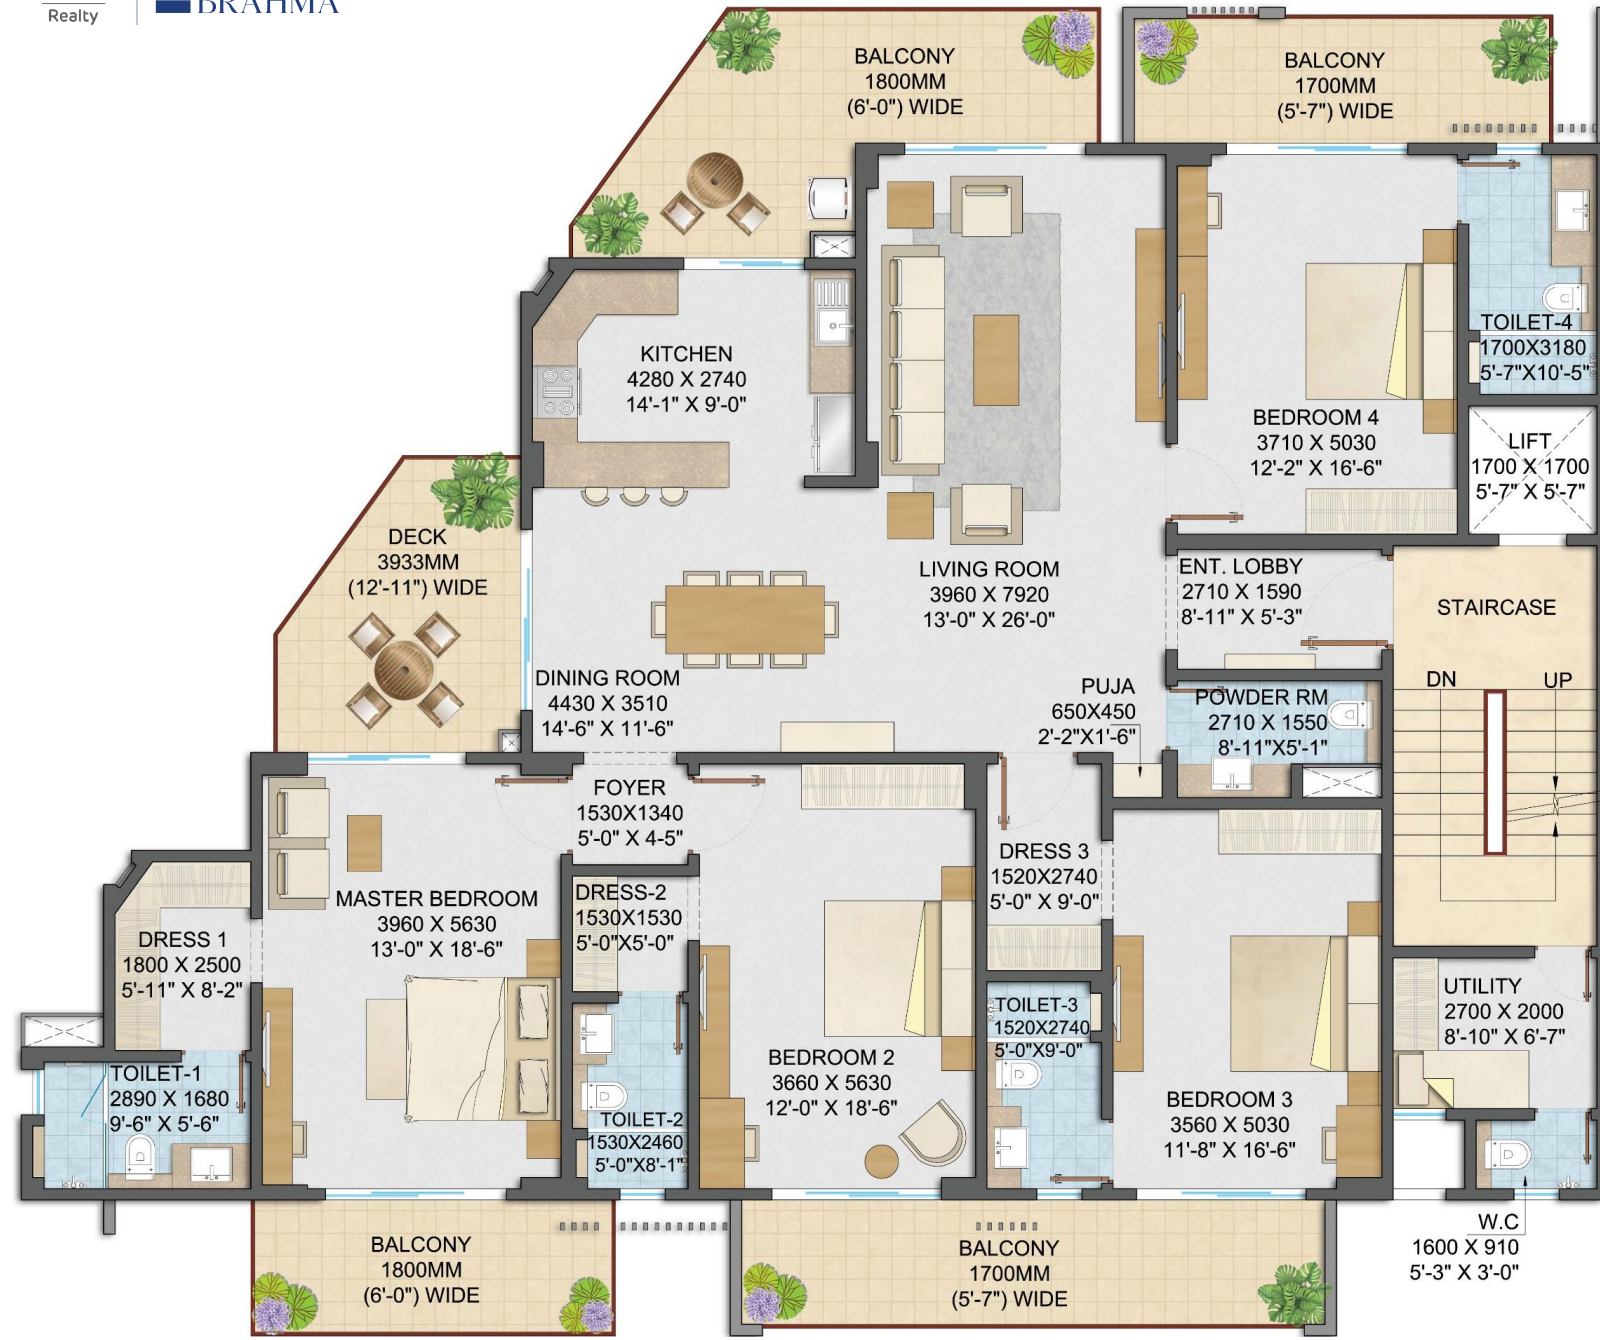 Realty
BRAHMA
BALCONY
1800MM
(6'-0") WIDE
BALCONY
1700MM
(5'-7") WIDE
KITCHEN
4280 X 2740
14'-1" X 9'-0"
TOILET-4
1700X3180
5'-7"X10'-5"
BEDROOM 4
3710 X 5030
12'-2" X 16'-6"
LIFT
1700 X 1700
5'-7" X 5'-7"
DECK
3933MM
(12'-11") WIDE
LIVING ROOM
3960 X 7920
13'-0" X 26'-0"
ENT. LOBBY
2710 X 1590
8'-11" X 5'-3"
STAIRCASE
DN
UP
DINING ROOM
4430 X 3510
14'-6" X 11'-6"
PUJA
650X450
2'-2"X1'-6"
POWDER RM
2710 X 1550
8'-11"X5'-1"
FOYER
1530X1340
5'-0" X 4-5"
DRESS 3
1520X2740
5'-0" X 9'-0"
MASTER BEDROOM
3960 X 5630
13'-0" X 18'-6"
DRESS-2
1530X1530
5'-0"X5'-0"
DRESS 1
1800 X 2500
5'-11" X 8'-2"
TOILET-3
1520X2740
5'-0"X9'-0"
UTILITY
2700 X 2000
8'-10" X 6'-7"
TOILET-1
2890 X 1680
9'-6" X 5'-6"
BEDROOM 2
3660 X 5630
12'-0" X 18'-6"
TOILET-2
1530X2460
5'-0"X8'-1"
BEDROOM 3
3560 X 5030
11'-8" X 16'-6"
W.C
1600 X 910
5'-3" X 3'-0"
BALCONY
1800MM
(6'-0") WIDE
BALCONY
1700MM
(5'-7") WIDE